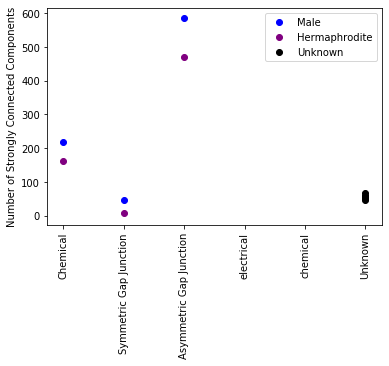 Number of Strongly Connected Components
600
500
400
300
200
100
0
Male
Hermaphrodite
Unknown
Chemical
Symmetric Gap Junction
Asymmetric Gap Junction
electrical
chemical
Unknown